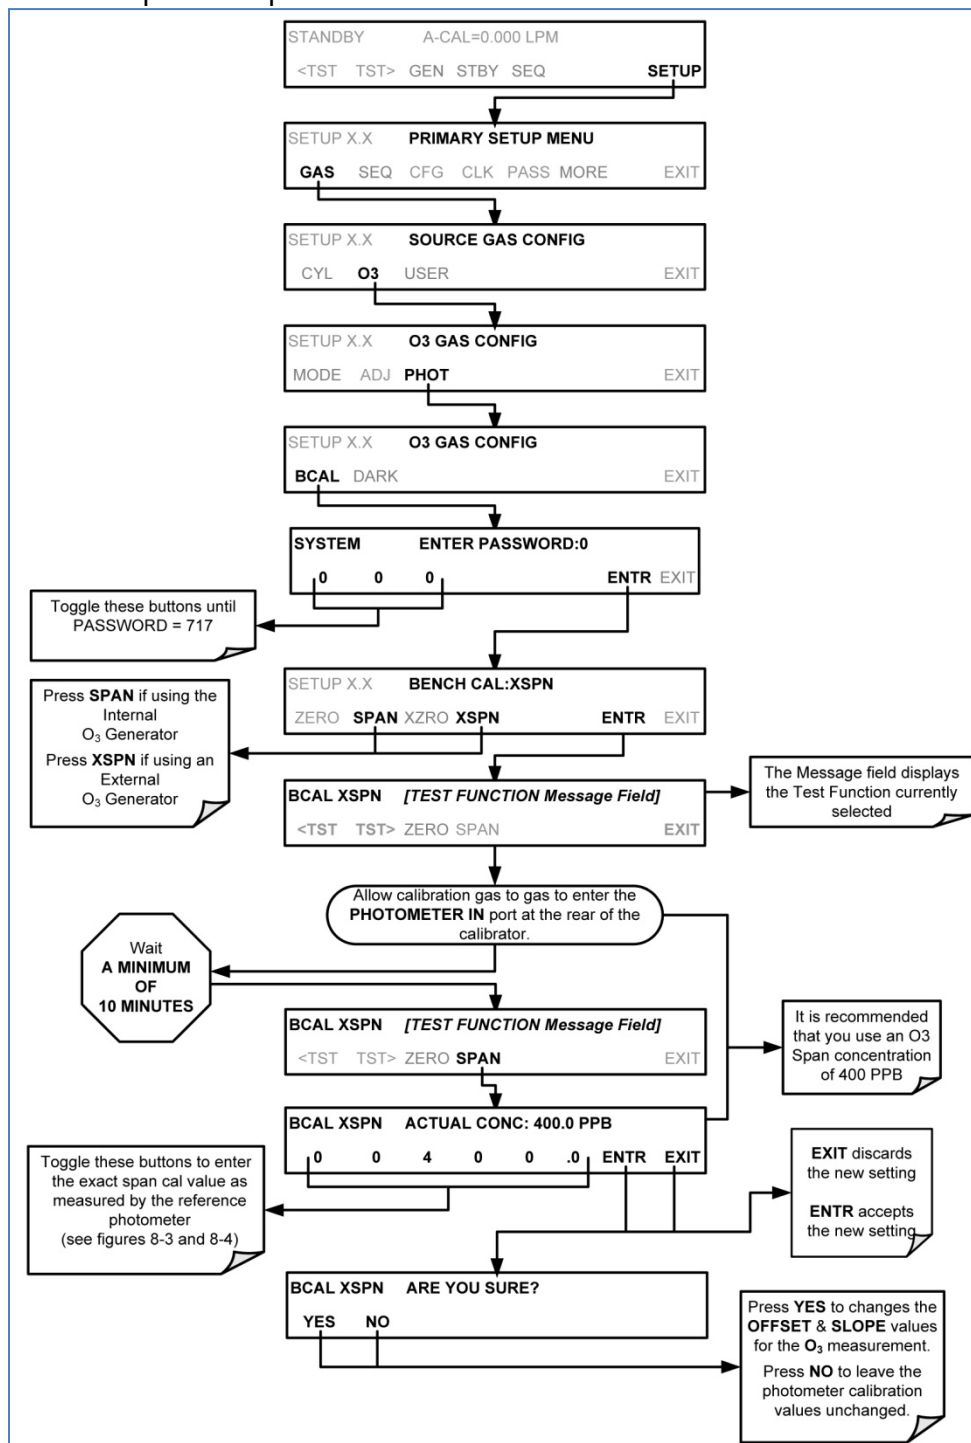 STANDBY A-CAL=0.000 LPM
<TST TST> GEN STBY SEQ SETUP
SETUP X.X PRIMARY SETUP MENU
GAS SEQ CFG CLK PASS MORE EXIT
SETUP X.X SOURCE GAS CONFIG
CYL O3 USER EXIT
SETUP X.X O3 GAS CONFIG
MODE ADJ PHOT EXIT
SETUP X.X O3 GAS CONFIG
BCAL DARK EXIT
SYSTEM ENTER PASSWORD:0
0 0 0 ENTR EXIT
Toggle these buttons until
PASSWORD = 717
SETUP X.X BENCH CAL:XSPN
ZERO SPAN XZRO XSPN ENTR EXIT
Press SPAN if using the
Internal
O3 Generator
Press XSPN if using an
External
O3 Generator
BCAL XSPN [TEST FUNCTION Message Field]
<TST TST> ZERO SPAN EXIT
The Message field displays
the Test Function currently
selected
Allow calibration gas to gas to enter the
PHOTOMETER IN port at the rear of the
calibrator.
Wait
A MINIMUM
OF
10 MINUTES
BCAL XSPN [TEST FUNCTION Message Field]
<TST TST> ZERO SPAN EXIT
It is recommended
that you use an O3
Span concentration
of 400 PPB
BCAL XSPN ACTUAL CONC: 400.0 PPB
0 0 4 0 0 .0 ENTR EXIT
Toggle these buttons to enter
the exact span cal value as
measured by the reference
photometer
(see figures 8-3 and 8-4)
EXIT discards
the new setting
ENTR accepts
the new setting
BCAL XSPN ARE YOU SURE?
YES NO
Press YES to changes the
OFFSET & SLOPE values
for the O3 measurement.
Press NO to leave the
photometer calibration
values unchanged.